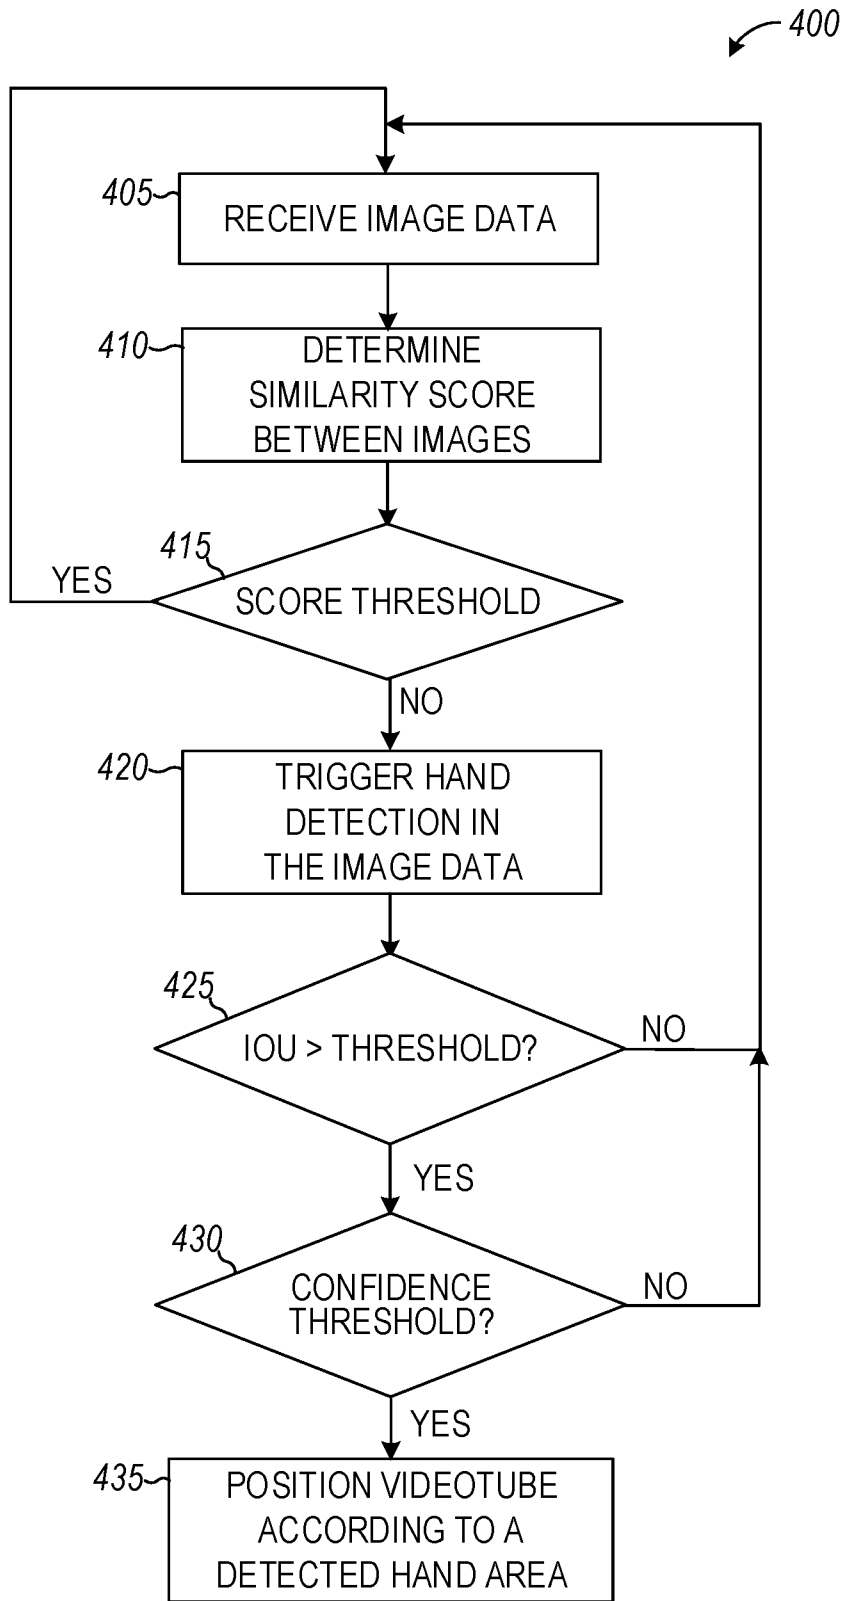 400
405
RECEIVE IMAGE DATA
410
DETERMINE
SIMILARITY SCORE
BETWEEN IMAGES
415
YES
SCORE THRESHOLD
NO
420
TRIGGER HAND
DETECTION IN
THE IMAGE DATA
425
IOU > THRESHOLD?
NO
YES
430
CONFIDENCE
THRESHOLD?
NO
YES
435
POSITION VIDEOTUBE
ACCORDING TO A
DETECTED HAND AREA